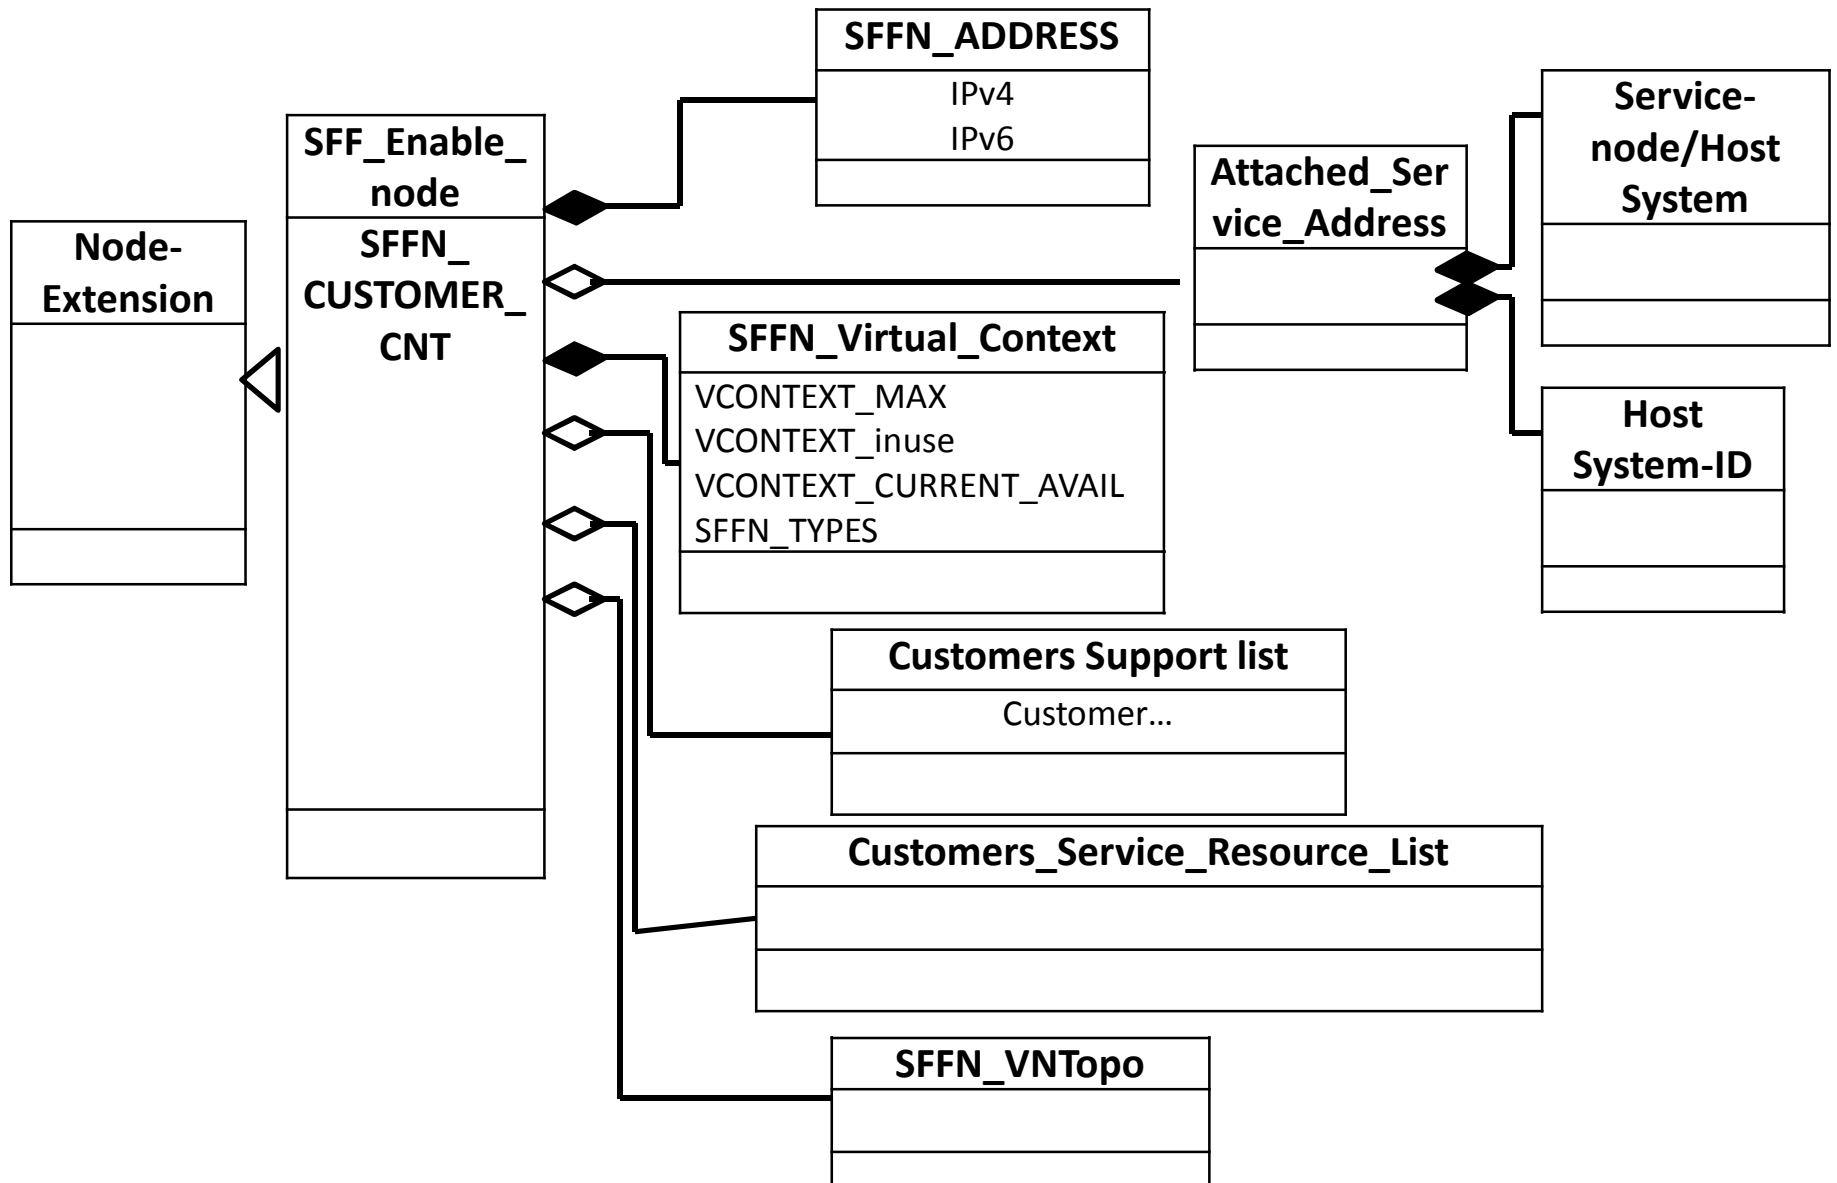 SFFN_ADDRESS
IPv4
IPv6
Service-
node/Host
System
SFF_Enable_
node
SFFN_
CUSTOMER_
CNT
Attached_Ser
vice_Address
Node-
Extension
SFFN_Virtual_Context
VCONTEXT_MAX
VCONTEXT_inuse
VCONTEXT_CURRENT_AVAIL
SFFN_TYPES
Host
System-ID
Customers Support list
Customer...
Customers_Service_Resource_List
SFFN_VNTopo